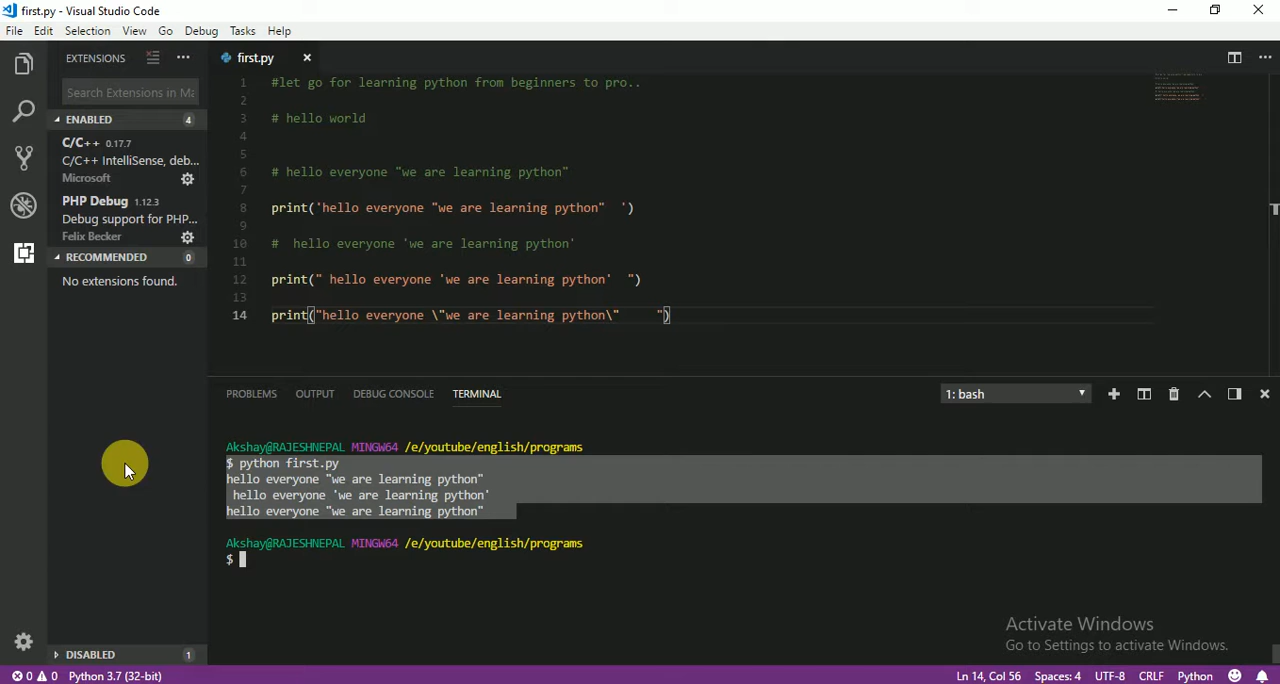 first.py - Visual Studio Code
File Edit Selection View Go Debug Tasks Help
EXTENSIONS
Search Extensions in Ma
ENABLED 4
C/C++ 0.17.7
C/C++ IntelliSense, deb...
Microsoft
PHP Debug 1.12.3
Debug support for PHP...
Felix Becker
RECOMMENDED 0
No extensions found.
DISABLED 1
first.py
1 #let go for learning python from beginners to pro..
2
3 # hello world
4
5
6 # hello everyone "we are learning python"
7
8 print('hello everyone "we are learning python"  ')
9
10 #  hello everyone 'we are learning python'
11
12 print(" hello everyone 'we are learning python'  ")
13
14 print("hello everyone \"we are learning python\"     ")
PROBLEMS OUTPUT DEBUG CONSOLE TERMINAL
1: bash
Akshay@RAJESHNEPAL MINGW64 /e/youtube/english/programs
$ python first.py
hello everyone "we are learning python"
 hello everyone 'we are learning python'
hello everyone "we are learning python"
Akshay@RAJESHNEPAL MINGW64 /e/youtube/english/programs
$
Activate Windows
Go to Settings to activate Windows.
0 0 Python 3.7 (32-bit)
Ln 14, Col 56 Spaces: 4 UTF-8 CRLF Python